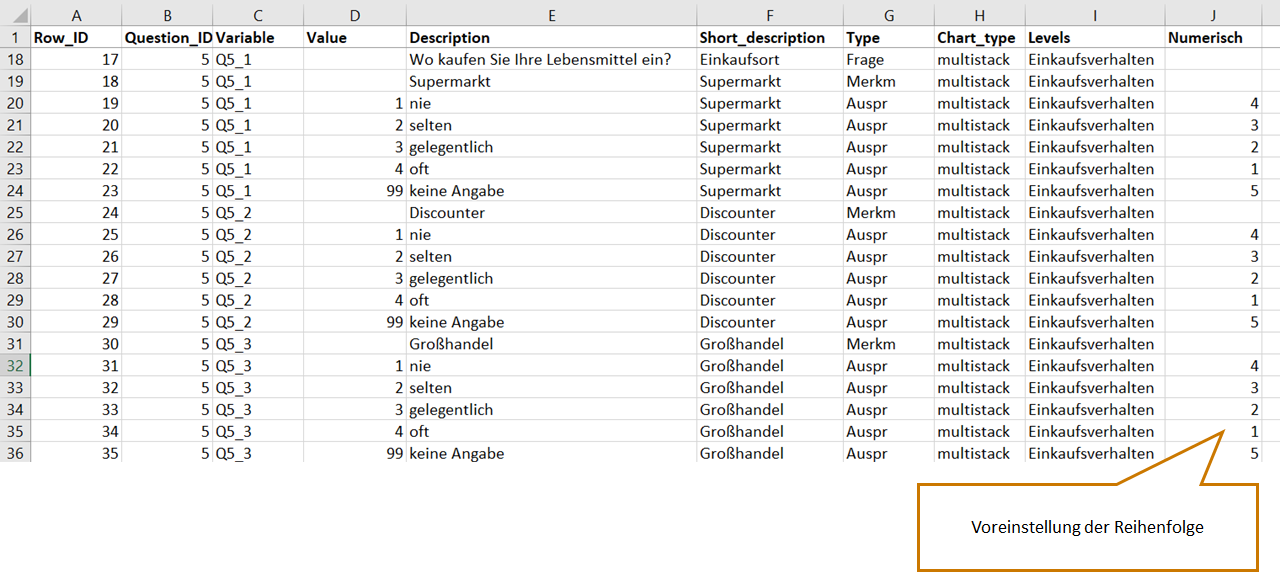 A B C D E F G H I J
1 Row_ID Question_ID Variable Value Description Short_description Type Chart_type Levels Numerisch
18 17 5 Q5_1 Wo kaufen Sie Ihre Lebensmittel ein? Einkaufsort Frage multistack Einkaufsverhalten
19 18 5 Q5_1 Supermarkt Supermarkt Merkm multistack Einkaufsverhalten
20 19 5 Q5_1 1 nie Supermarkt Auspr multistack Einkaufsverhalten 4
21 20 5 Q5_1 2 selten Supermarkt Auspr multistack Einkaufsverhalten 3
22 21 5 Q5_1 3 gelegentlich Supermarkt Auspr multistack Einkaufsverhalten 2
23 22 5 Q5_1 4 oft Supermarkt Auspr multistack Einkaufsverhalten 1
24 23 5 Q5_1 99 keine Angabe Supermarkt Auspr multistack Einkaufsverhalten 5
25 24 5 Q5_2 Discounter Discounter Merkm multistack Einkaufsverhalten
26 25 5 Q5_2 1 nie Discounter Auspr multistack Einkaufsverhalten 4
27 26 5 Q5_2 2 selten Discounter Auspr multistack Einkaufsverhalten 3
28 27 5 Q5_2 3 gelegentlich Discounter Auspr multistack Einkaufsverhalten 2
29 28 5 Q5_2 4 oft Discounter Auspr multistack Einkaufsverhalten 1
30 29 5 Q5_2 99 keine Angabe Discounter Auspr multistack Einkaufsverhalten 5
31 30 5 Q5_3 Großhandel Großhandel Merkm multistack Einkaufsverhalten
32 31 5 Q5_3 1 nie Großhandel Auspr multistack Einkaufsverhalten 4
33 32 5 Q5_3 2 selten Großhandel Auspr multistack Einkaufsverhalten 3
34 33 5 Q5_3 3 gelegentlich Großhandel Auspr multistack Einkaufsverhalten 2
35 34 5 Q5_3 4 oft Großhandel Auspr multistack Einkaufsverhalten 1
36 35 5 Q5_3 99 keine Angabe Großhandel Auspr multistack Einkaufsverhalten 5
Voreinstellung der Reihenfolge